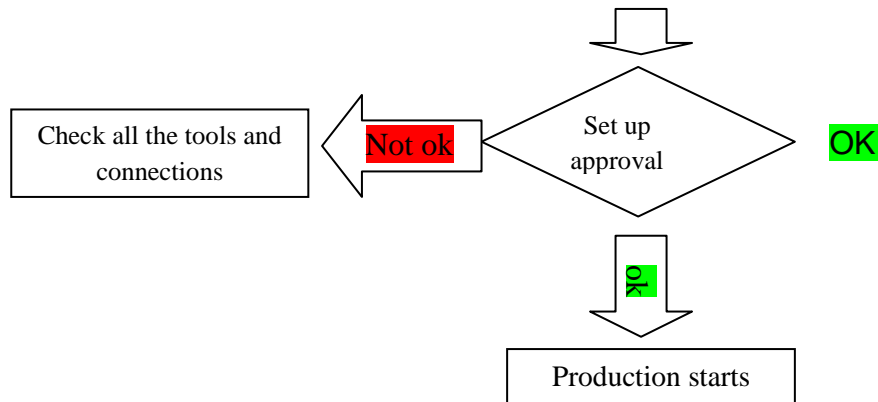 Set up
approval
OK
Not ok
Check all the tools and
connections
ok
Production starts